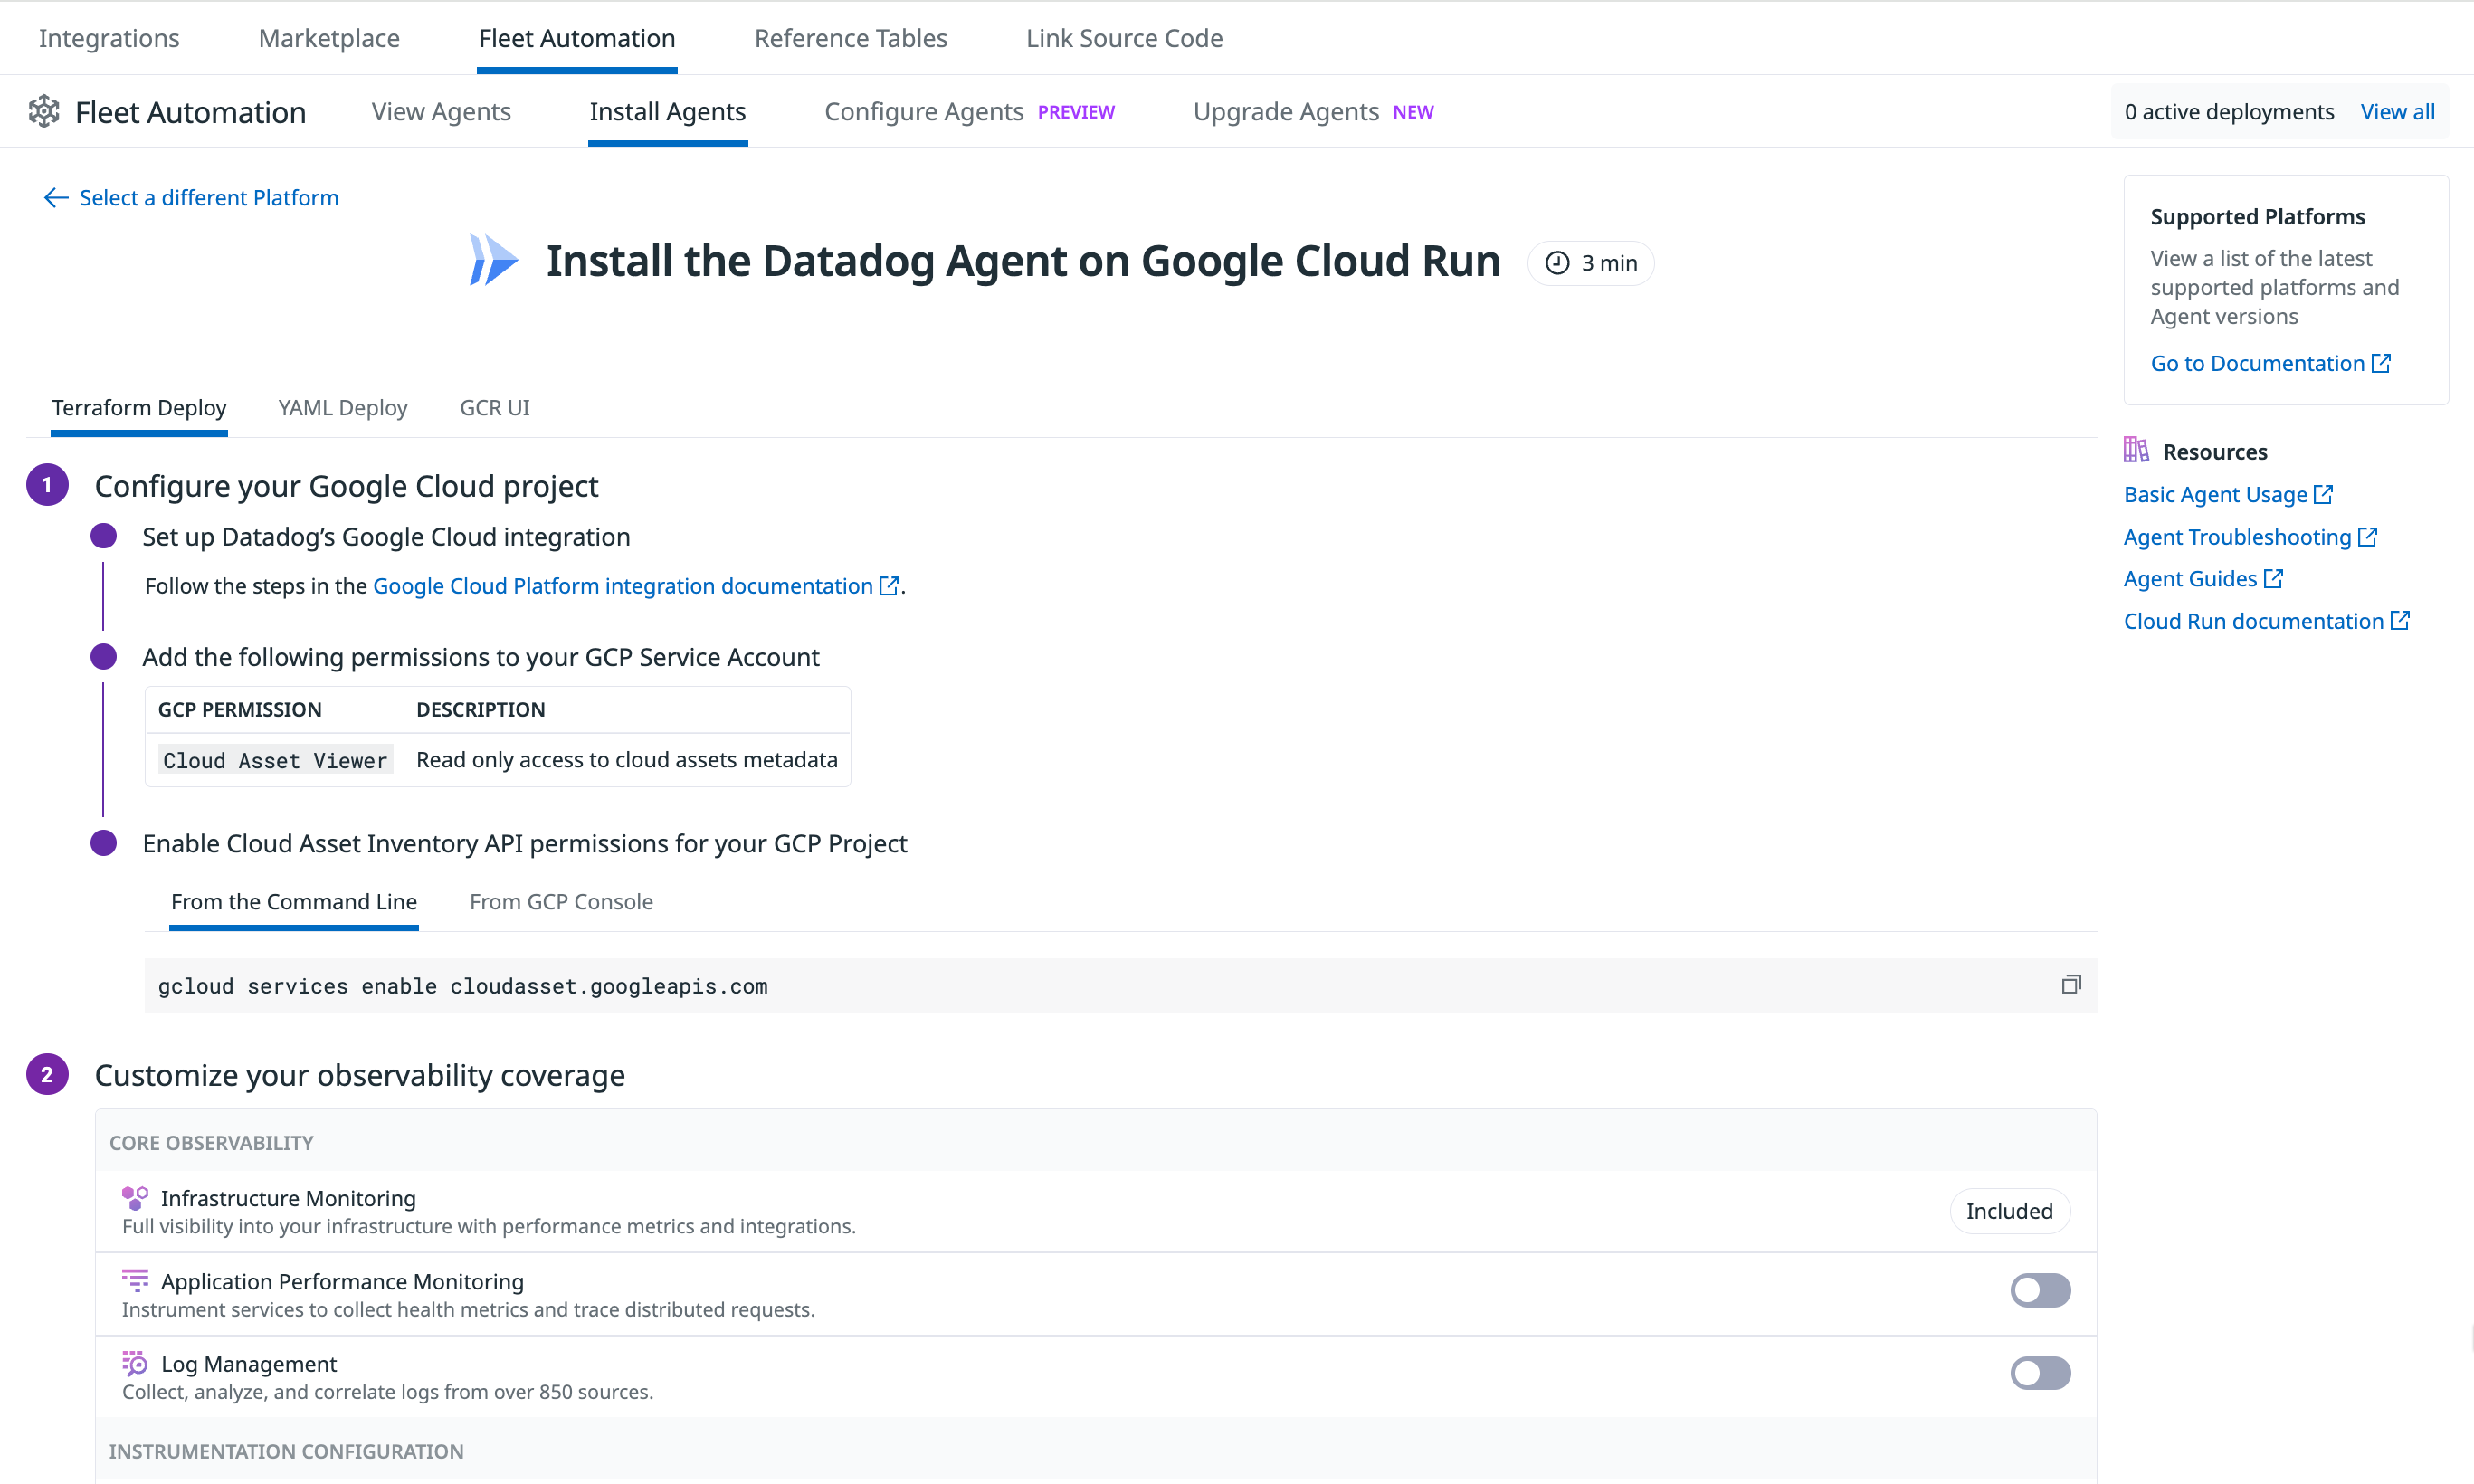 Integrations Marketplace Fleet Automation Reference Tables Link Source Code
Fleet Automation View Agents Install Agents Configure Agents PREVIEW Upgrade Agents NEW 0 active deployments View all
Select a different Platform
Install the Datadog Agent on Google Cloud Run 3 min
Terraform Deploy YAML Deploy GCR UI
1 Configure your Google Cloud project
Set up Datadog’s Google Cloud integration
Follow the steps in the Google Cloud Platform integration documentation.
Add the following permissions to your GCP Service Account
GCP PERMISSION DESCRIPTION
Cloud Asset Viewer Read only access to cloud assets metadata
Enable Cloud Asset Inventory API permissions for your GCP Project
From the Command Line From GCP Console
gcloud services enable cloudasset.googleapis.com
2 Customize your observability coverage
CORE OBSERVABILITY
Infrastructure Monitoring
Full visibility into your infrastructure with performance metrics and integrations.
Included
Application Performance Monitoring
Instrument services to collect health metrics and trace distributed requests.
Log Management
Collect, analyze, and correlate logs from over 850 sources.
INSTRUMENTATION CONFIGURATION
Supported Platforms
View a list of the latest
supported platforms and
Agent versions
Go to Documentation
Resources
Basic Agent Usage
Agent Troubleshooting
Agent Guides
Cloud Run documentation